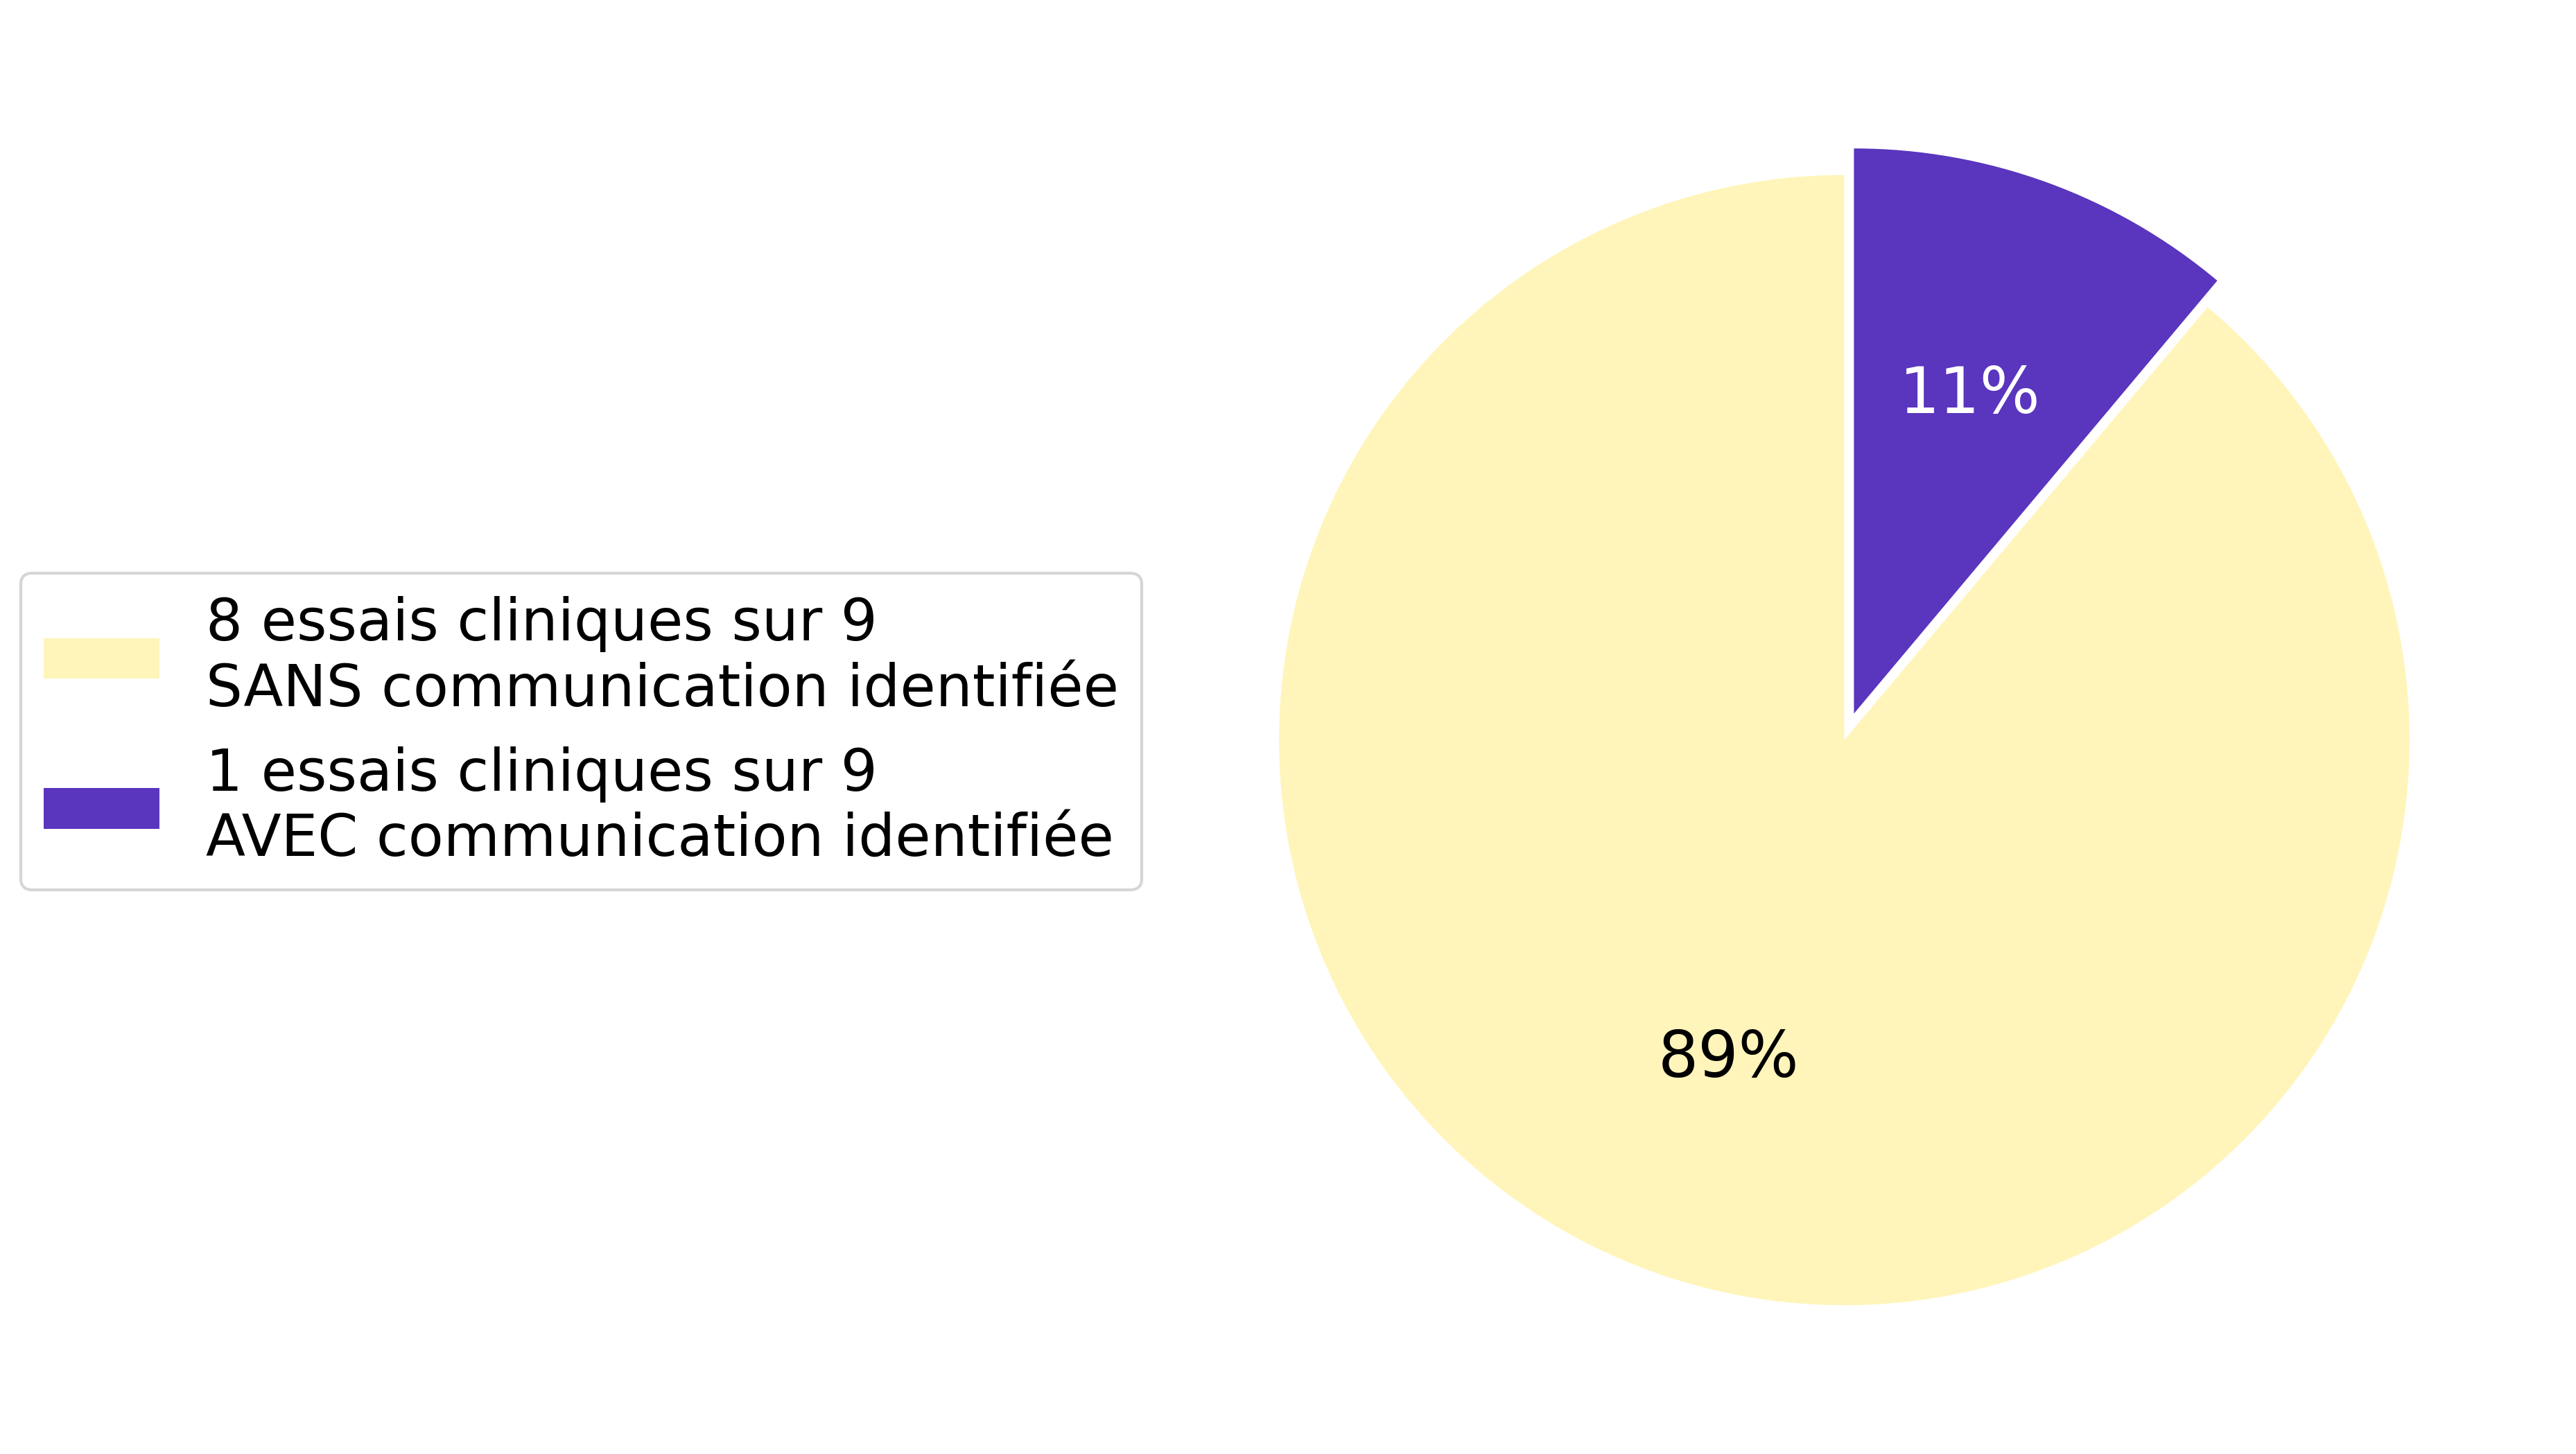 8 essais cliniques sur 9
SANS communication identifiée
1 essais cliniques sur 9
AVEC communication identifiée
11%
89%